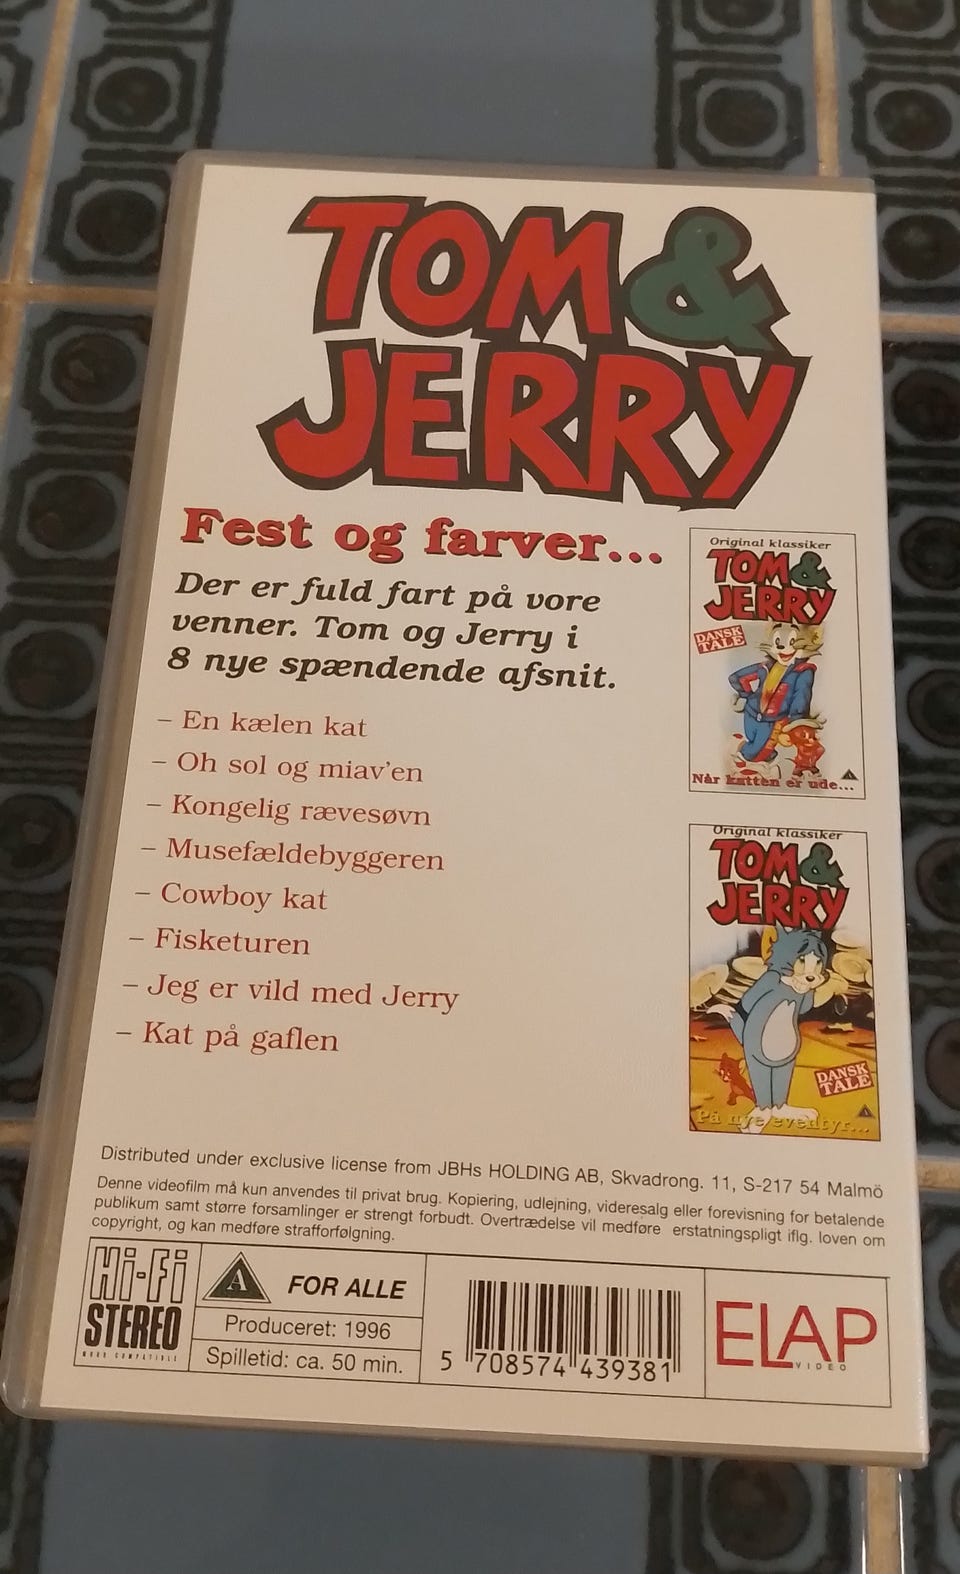 TOM &
JERRY
Fest og farver...
Der er fuld fart på vore
venner. Tom og Jerry i
8 nye spændende afsnit.
– En kælen kat
– Oh sol og miav'en
– Kongelig rævesøvn
– Musefældebyggeren
– Cowboy kat
– Fisketuren
– Jeg er vild med Jerry
– Kat på gaflen
Original klassiker
TOM &
JERRY
DANSK
TALE
Når katten er ude...
Original klassiker
TOM &
JERRY
DANSK
TALE
På nye eventyr...
Distributed under exclusive license from JBHs HOLDING AB, Skvadrong. 11, S-217 54 Malmö
Denne videofilm må kun anvendes til privat brug. Kopiering, udlejning, videresalg eller forevisning for betalende
publikum samt større forsamlinger er strengt forbudt. Overtrædelse vil medføre erstatningspligt iflg. loven om
copyright, og kan medføre strafforfølgning.
Hi-Fi
STEREO
MONO COMPATIBLE
A FOR ALLE
Produceret: 1996
Spilletid: ca. 50 min.
5 708574 439381
ELAP
VIDEO